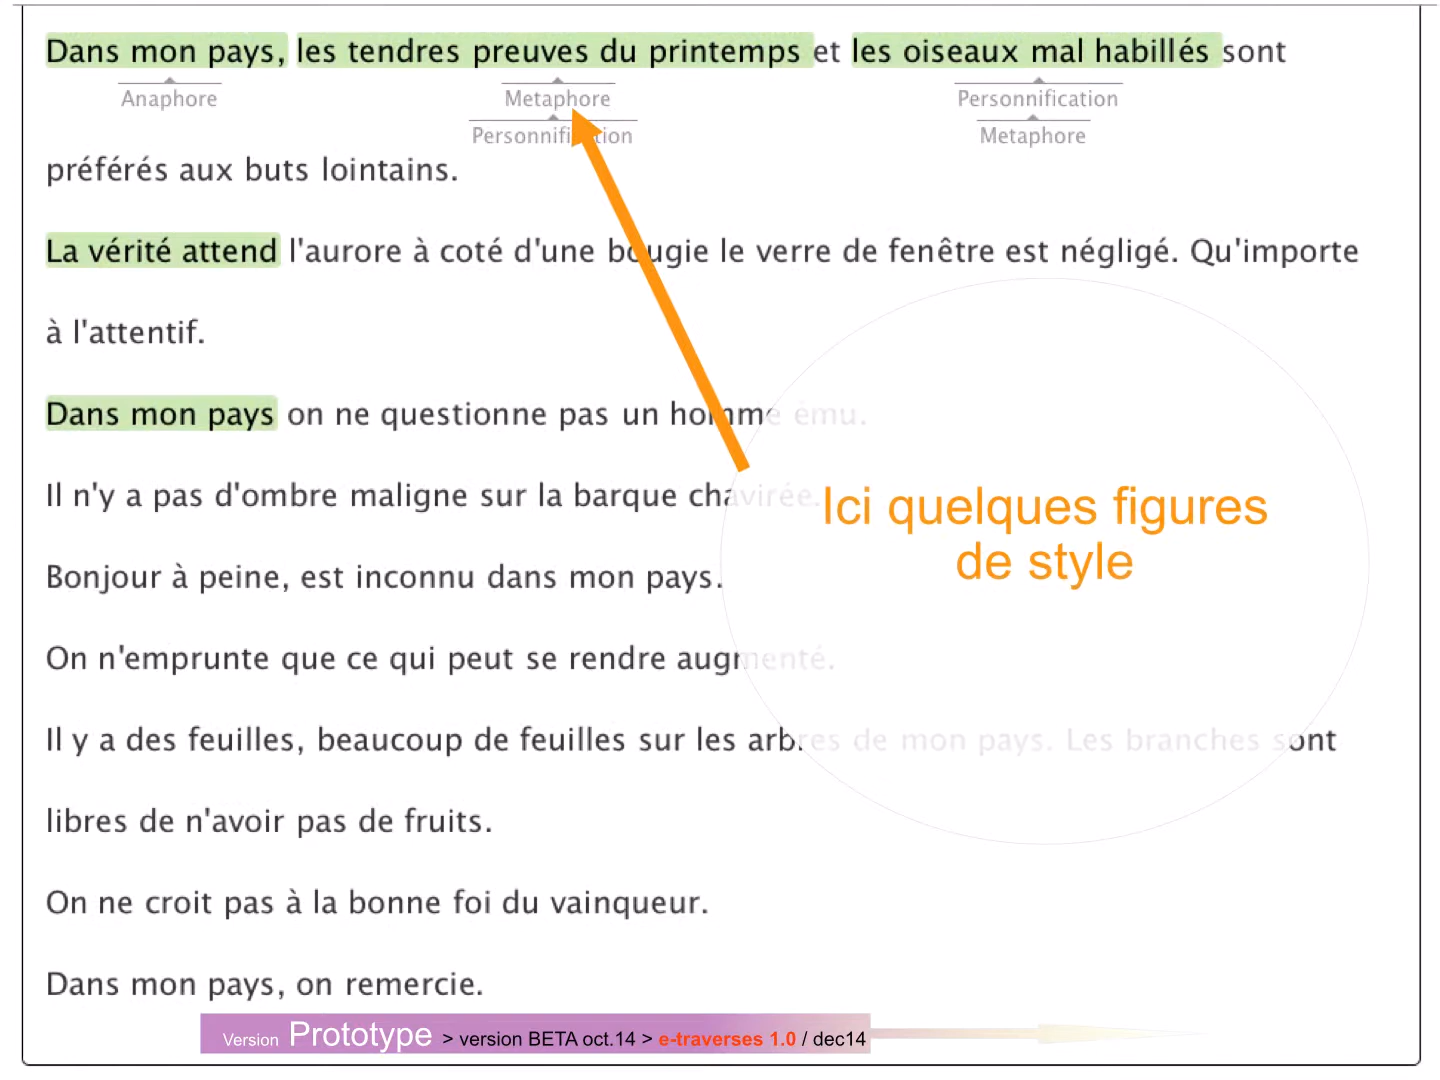 Dans mon pays, les tendres preuves du printemps et les oiseaux mal habillés sont
Anaphore Metaphore Personnification
Personnification Metaphore
préférés aux buts lointains.
La vérité attend l'aurore à coté d'une bougie le verre de fenêtre est négligé. Qu'importe
à l'attentif.
Dans mon pays on ne questionne pas un homme ému.
Il n'y a pas d'ombre maligne sur la barque chavirée.
Ici quelques figures
de style
Bonjour à peine, est inconnu dans mon pays.
On n'emprunte que ce qui peut se rendre augmenté.
Il y a des feuilles, beaucoup de feuilles sur les arbres de mon pays. Les branches sont
libres de n'avoir pas de fruits.
On ne croit pas à la bonne foi du vainqueur.
Dans mon pays, on remercie.
Version Prototype > version BETA oct.14 > e-traverses 1.0 / dec14